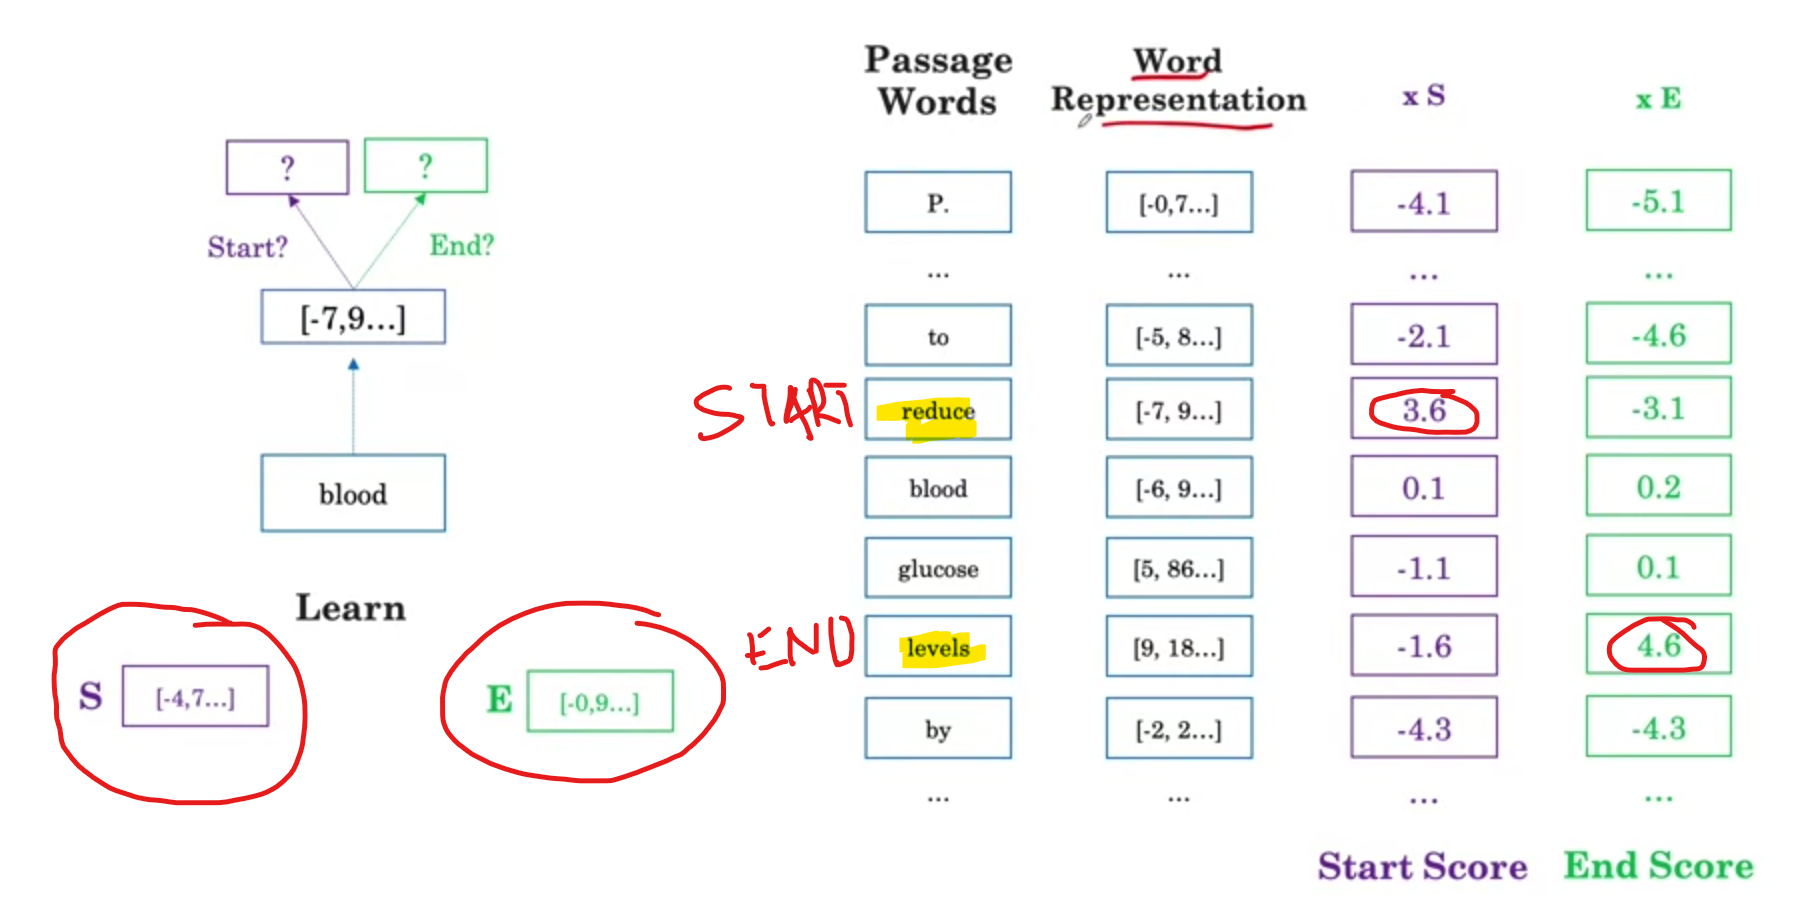 Passage Words
Word Representation
x S
x E
?
?
Start?
End?
[-7,9...]
blood
Learn
S
[-4,7...]
E
[-0,9...]
P.
[-0,7...]
-4.1
-5.1
...
...
...
...
to
[-5, 8...]
-2.1
-4.6
START
reduce
[-7, 9...]
3.6
-3.1
blood
[-6, 9...]
0.1
0.2
glucose
[5, 86...]
-1.1
0.1
END
levels
[9, 18...]
-1.6
4.6
by
[-2, 2...]
-4.3
-4.3
...
...
...
...
Start Score
End Score